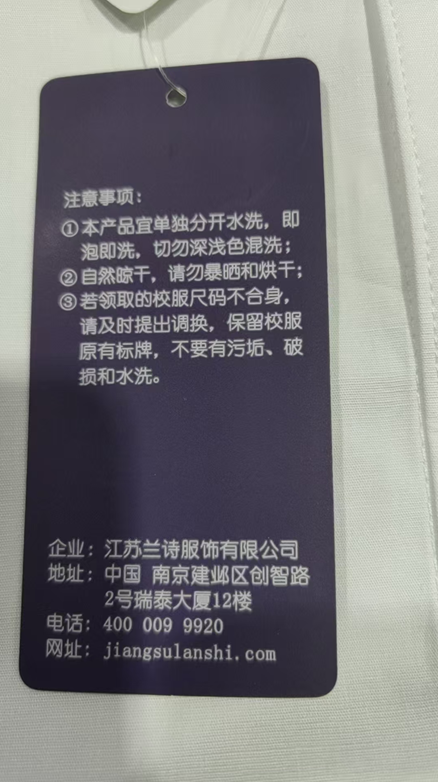 注意事项：
①本产品宜单独分开水洗，即
泡即洗，切勿深浅色混洗；
②自然晾干，请勿暴晒和烘干；
③若领取的校服尺码不合身，
请及时提出调换，保留校服
原有标牌，不要有污垢、破
损和水洗。
企业：江苏兰诗服饰有限公司
地址：中国 南京建邺区创智路
2号瑞泰大厦12楼
电话：400 009 9920
网址：jiangsulanshi.com